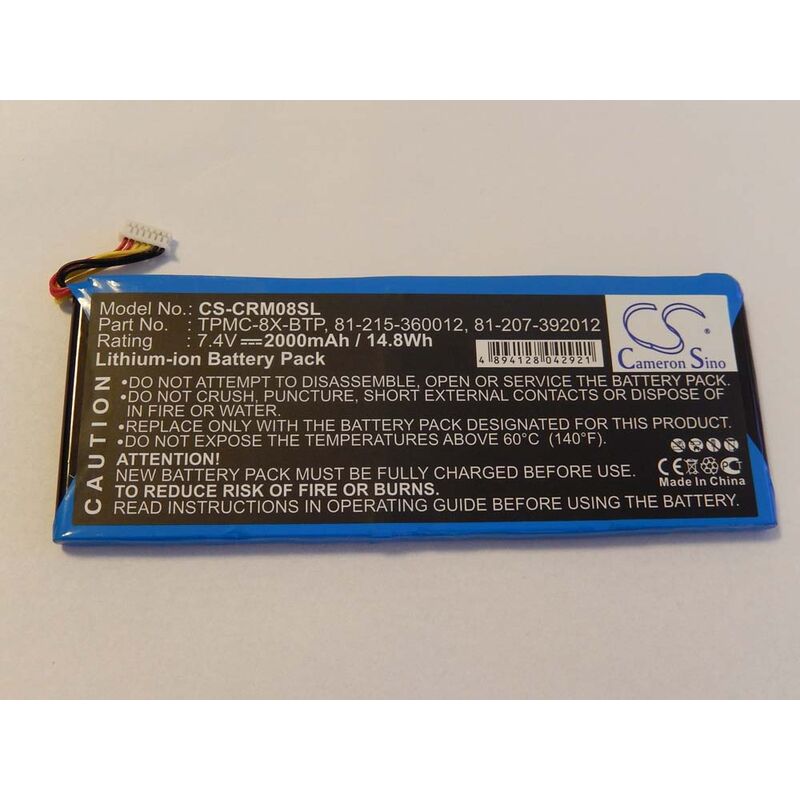 Model No.: CS-CRM08SL
Part No. : TPMC-8X-BTP, 81-215-360012, 81-207-392012
Rating : 7.4V 2000mAh / 14.8Wh
Lithium-ion Battery Pack
4 894128 042921
CS
Cameron Sino
CAUTION
•DO NOT ATTEMPT TO DISASSEMBLE, OR SERVICE THE BATTERY PACK.
•DO NOT CRUSH, PUNCTURE, SHORT EXTERNAL CONTACTS OR DISPOSE OF
IN FIRE OR WATER.
•REPLACE ONLY WITH THE BATTERY PACK DESIGNATED FOR THIS PRODUCT.
•DO NOT EXPOSE THE TEMPERATURES ABOVE 60°C (140°F).
ATTENTION!
NEW BATTERY PACK MUST BE FULLY CHARGED BEFORE USE.
TO REDUCE RISK OF FIRE OR BURNS.
READ INSTRUCTIONS IN OPERATING GUIDE BEFORE USING THE BATTERY.
CE
Made In China